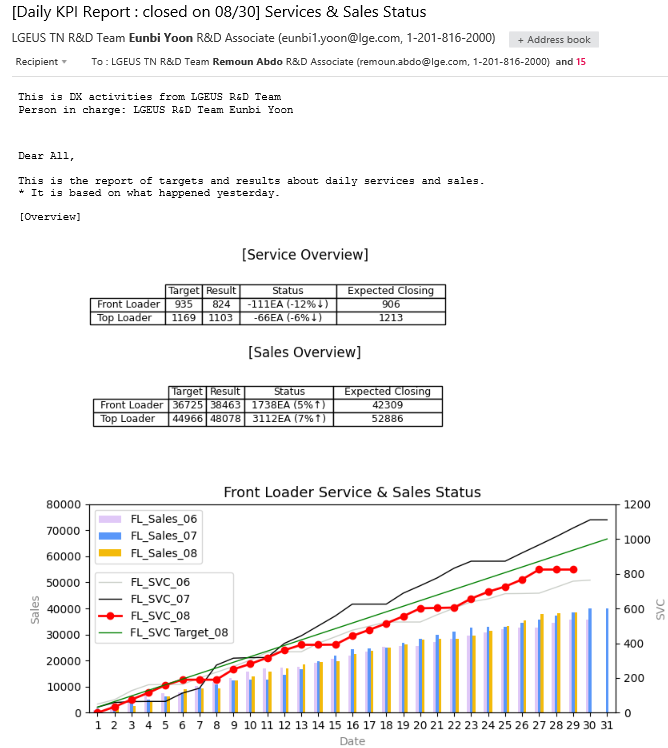 [Daily KPI Report : closed on 08/30] Services & Sales Status
LGEUS TN R&D Team Eunbi Yoon R&D Associate (eunbi1.yoon@lge.com, 1-201-816-2000) + Address book
Recipient To : LGEUS TN R&D Team Remoun Abdo R&D Associate (remoun.abdo@lge.com, 1-201-816-2000) and 15
This is DX activities from LGEUS R&D Team
Person in charge: LGEUS R&D Team Eunbi Yoon
Dear All,
This is the report of targets and results about daily services and sales.
* It is based on what happened yesterday.
[Overview]
[Service Overview]
Target Result Status Expected Closing
Front Loader 935 824 -111EA (-12%↓) 906
Top Loader 1169 1103 -66EA (-6%↓) 1213
[Sales Overview]
Target Result Status Expected Closing
Front Loader 36725 38463 1738EA (5%↑) 42309
Top Loader 44966 48078 3112EA (7%↑) 52886
Front Loader Service & Sales Status
80000 1200
70000 1000
60000 800
50000 600
40000 400
30000 200
20000 0
10000
0
FL_Sales_06
FL_Sales_07
FL_Sales_08
FL_SVC_06
FL_SVC_07
FL_SVC_08
FL_SVC Target_08
Sales
SVC
1 2 3 4 5 6 7 8 9 10 11 12 13 14 15 16 17 18 19 20 21 22 23 24 25 26 27 28 29 30 31
Date